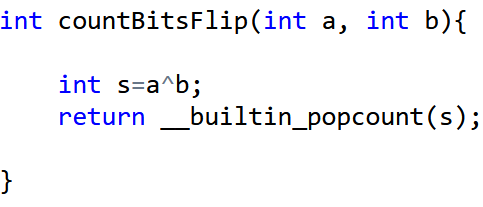 int countBitsFlip(int a, int b){
int s=a^b;
return __builtin_popcount(s);
}